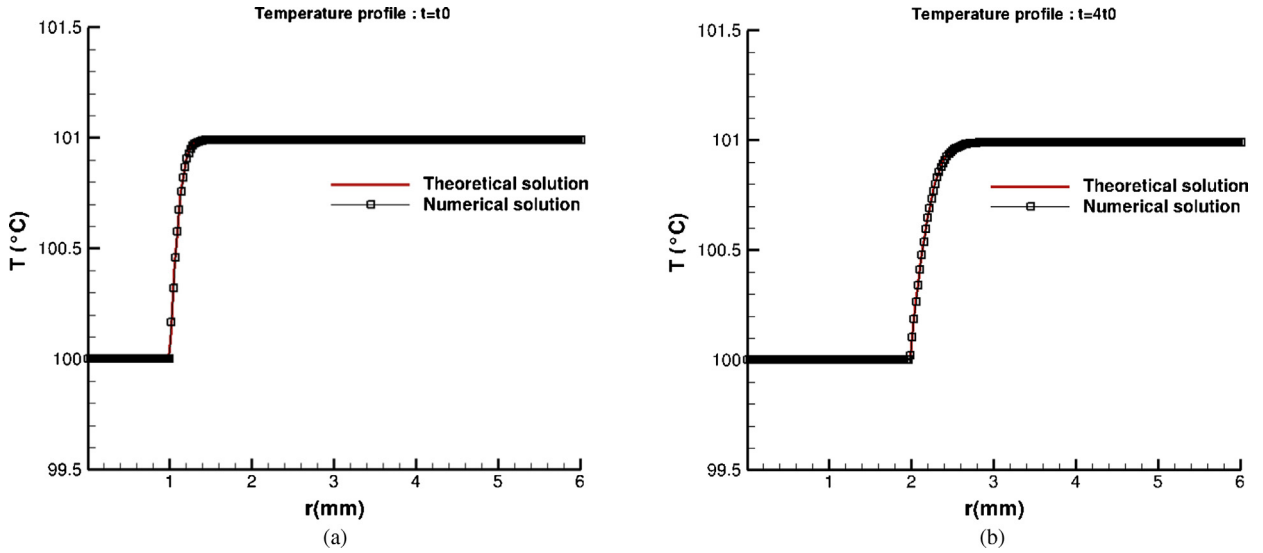 Temperature profile : t=t0
101.5
101
100.5
100
99.5
T (°C)
Theoretical solution
Numerical solution
1 2 3 4 5 6
r(mm)
(a)
Temperature profile : t=4t0
101.5
101
100.5
100
99.5
T (°C)
Theoretical solution
Numerical solution
1 2 3 4 5 6
r(mm)
(b)